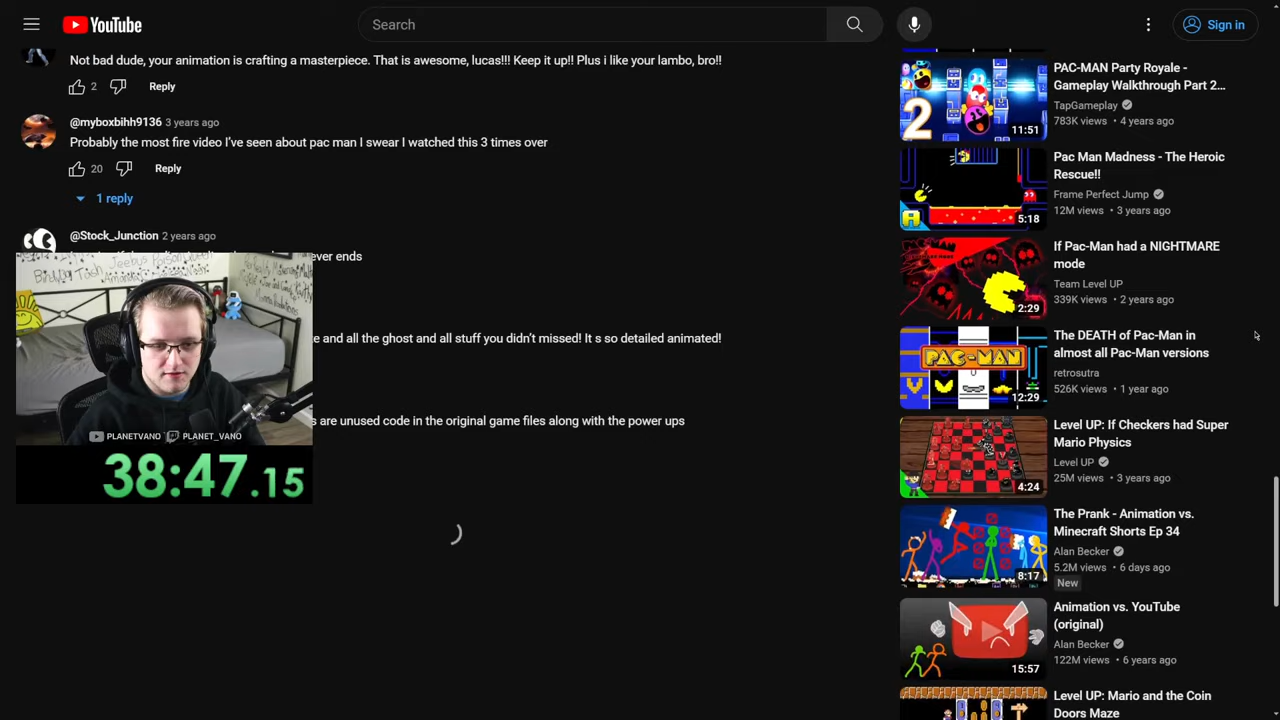 YouTube
Search
Sign in
Not bad dude, your animation is crafting a masterpiece. That is awesome, lucas!!! Keep it up!! Plus i like your lambo, bro!!
2
Reply
@myboxbihh9136 3 years ago
Probably the most fire video I've seen about pac man I swear I watched this 3 times over
20
Reply
1 reply
@Stock_Junction 2 years ago
ever ends
e and all the ghost and all stuff you didn't missed! It s so detailed animated!
s are unused code in the original game files along with the power ups
PLANETVANO
PLANET_VANO
38:47.15
2
11:51
PAC-MAN Party Royale -
Gameplay Walkthrough Part 2...
TapGameplay
783K views • 4 years ago
5:18
Pac Man Madness - The Heroic
Rescue!!
Frame Perfect Jump
12M views • 3 years ago
2:29
If Pac-Man had a NIGHTMARE
mode
Team Level UP
339K views • 2 years ago
PAC-MAN
12:29
The DEATH of Pac-Man in
almost all Pac-Man versions
retrosutra
526K views • 1 year ago
4:24
Level UP: If Checkers had Super
Mario Physics
Level UP
25M views • 3 years ago
8:17
The Prank - Animation vs.
Minecraft Shorts Ep 34
Alan Becker
5.2M views • 6 days ago
New
15:57
Animation vs. YouTube
(original)
Alan Becker
122M views • 6 years ago
Level UP: Mario and the Coin
Doors Maze